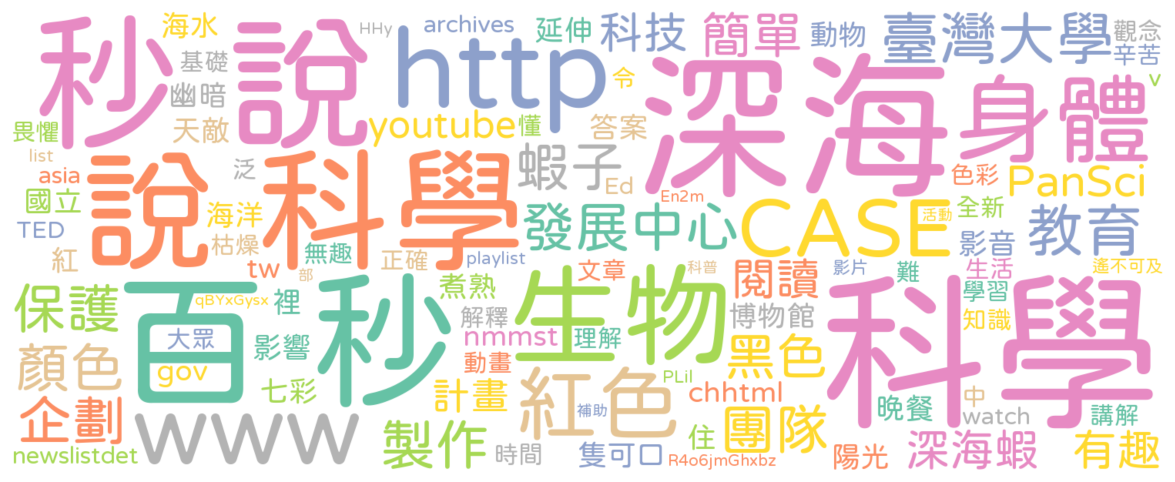 海水 HHy archives 延伸 科技 簡單 動物 臺灣大學 觀念
秒說 基礎 http 令 深海 身體 辛苦
幽暗 v
畏懼 天敵 youtube 懂 答案
list 泛 蝦子 Ed 色彩 PanSci
asia 說科學 En2m
國立 海洋 發展中心 CASE 活動 全新 教育
TED 枯燥 無趣 影音
紅 tw 部 正確 playlist 文章 科普 閱讀 影片 難 生活 遙不可及
保護 百秒 qBYxGysx 裡 煮熟 生物 科學 學習
大眾 影響 解釋 nmmst 理解 博物館 知識
顏色 gov 七彩 動畫 PLil 黑色
計畫 紅色 補助 chhtml 晚餐 中 講解
企劃 www 製作 團隊 watch
newslistdet 時間 隻可口 住 R4o6jmGhxbz 陽光 深海蝦 有趣